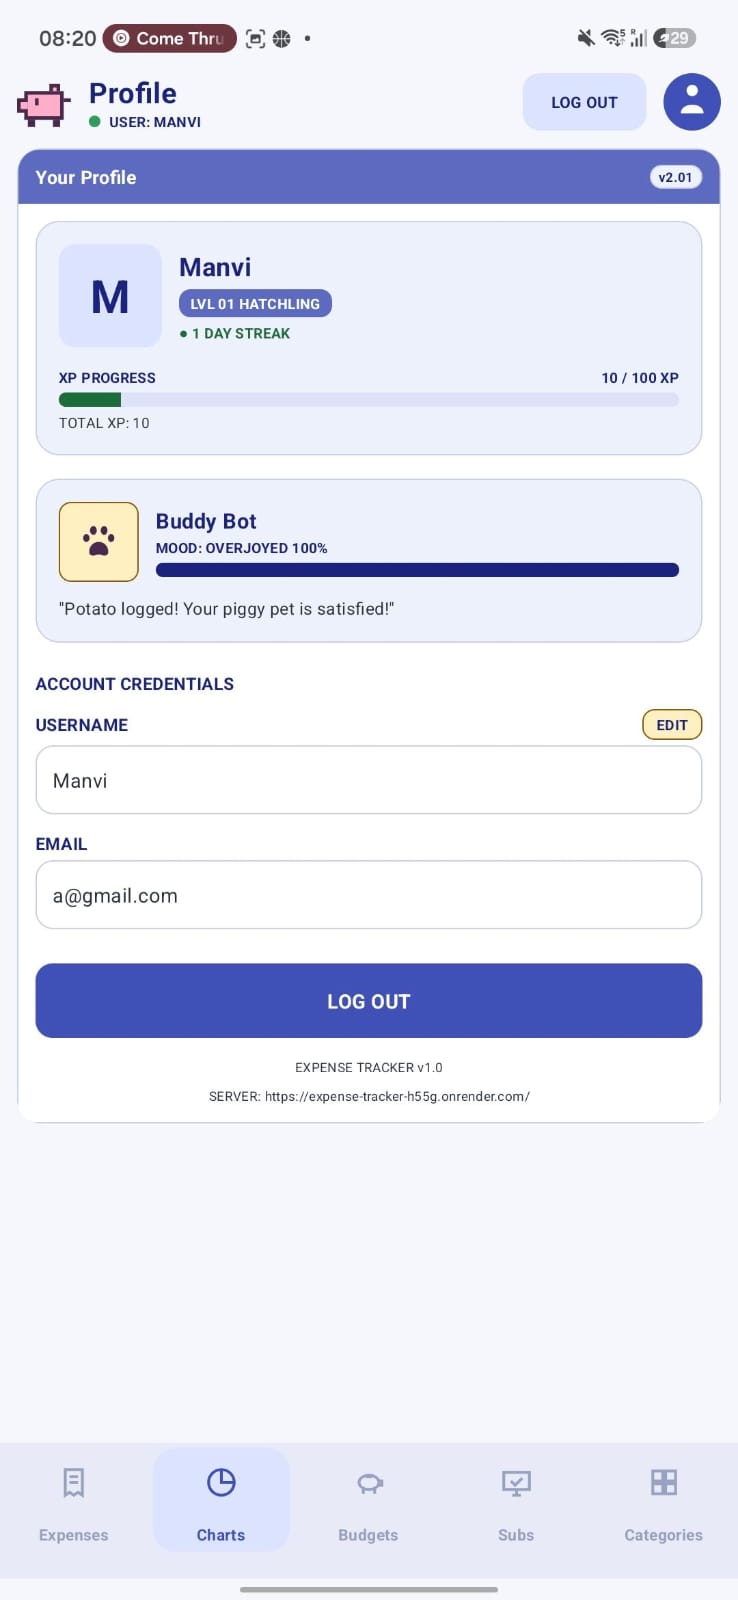 08:20
Come Thru
29
Profile
USER: MANVI
LOG OUT
Your Profile
v2.01
M
Manvi
LVL 01 HATCHLING
● 1 DAY STREAK
XP PROGRESS
10 / 100 XP
TOTAL XP: 10
Buddy Bot
MOOD: OVERJOYED 100%
"Potato logged! Your piggy pet is satisfied!"
ACCOUNT CREDENTIALS
USERNAME
EDIT
Manvi
EMAIL
a@gmail.com
LOG OUT
EXPENSE TRACKER v1.0
SERVER: https://expense-tracker-h55g.onrender.com/
Expenses
Charts
Budgets
Subs
Categories